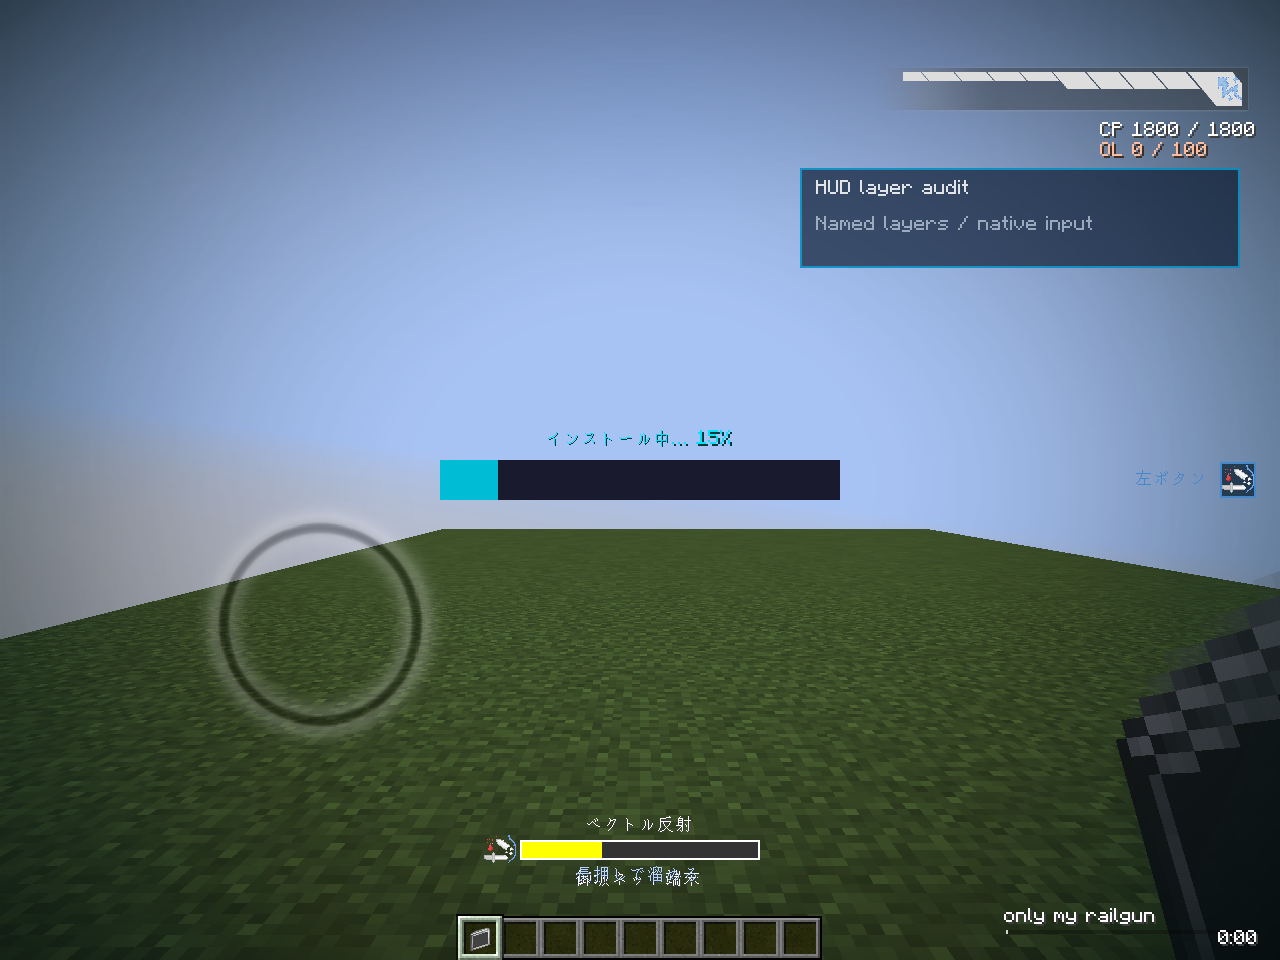 CP 1800 / 1800
OL 0 / 100
HUD layer audit
Named layers / native input
インストール中... 15%
左ボタン
ベクトル反射
only my railgun
0:00